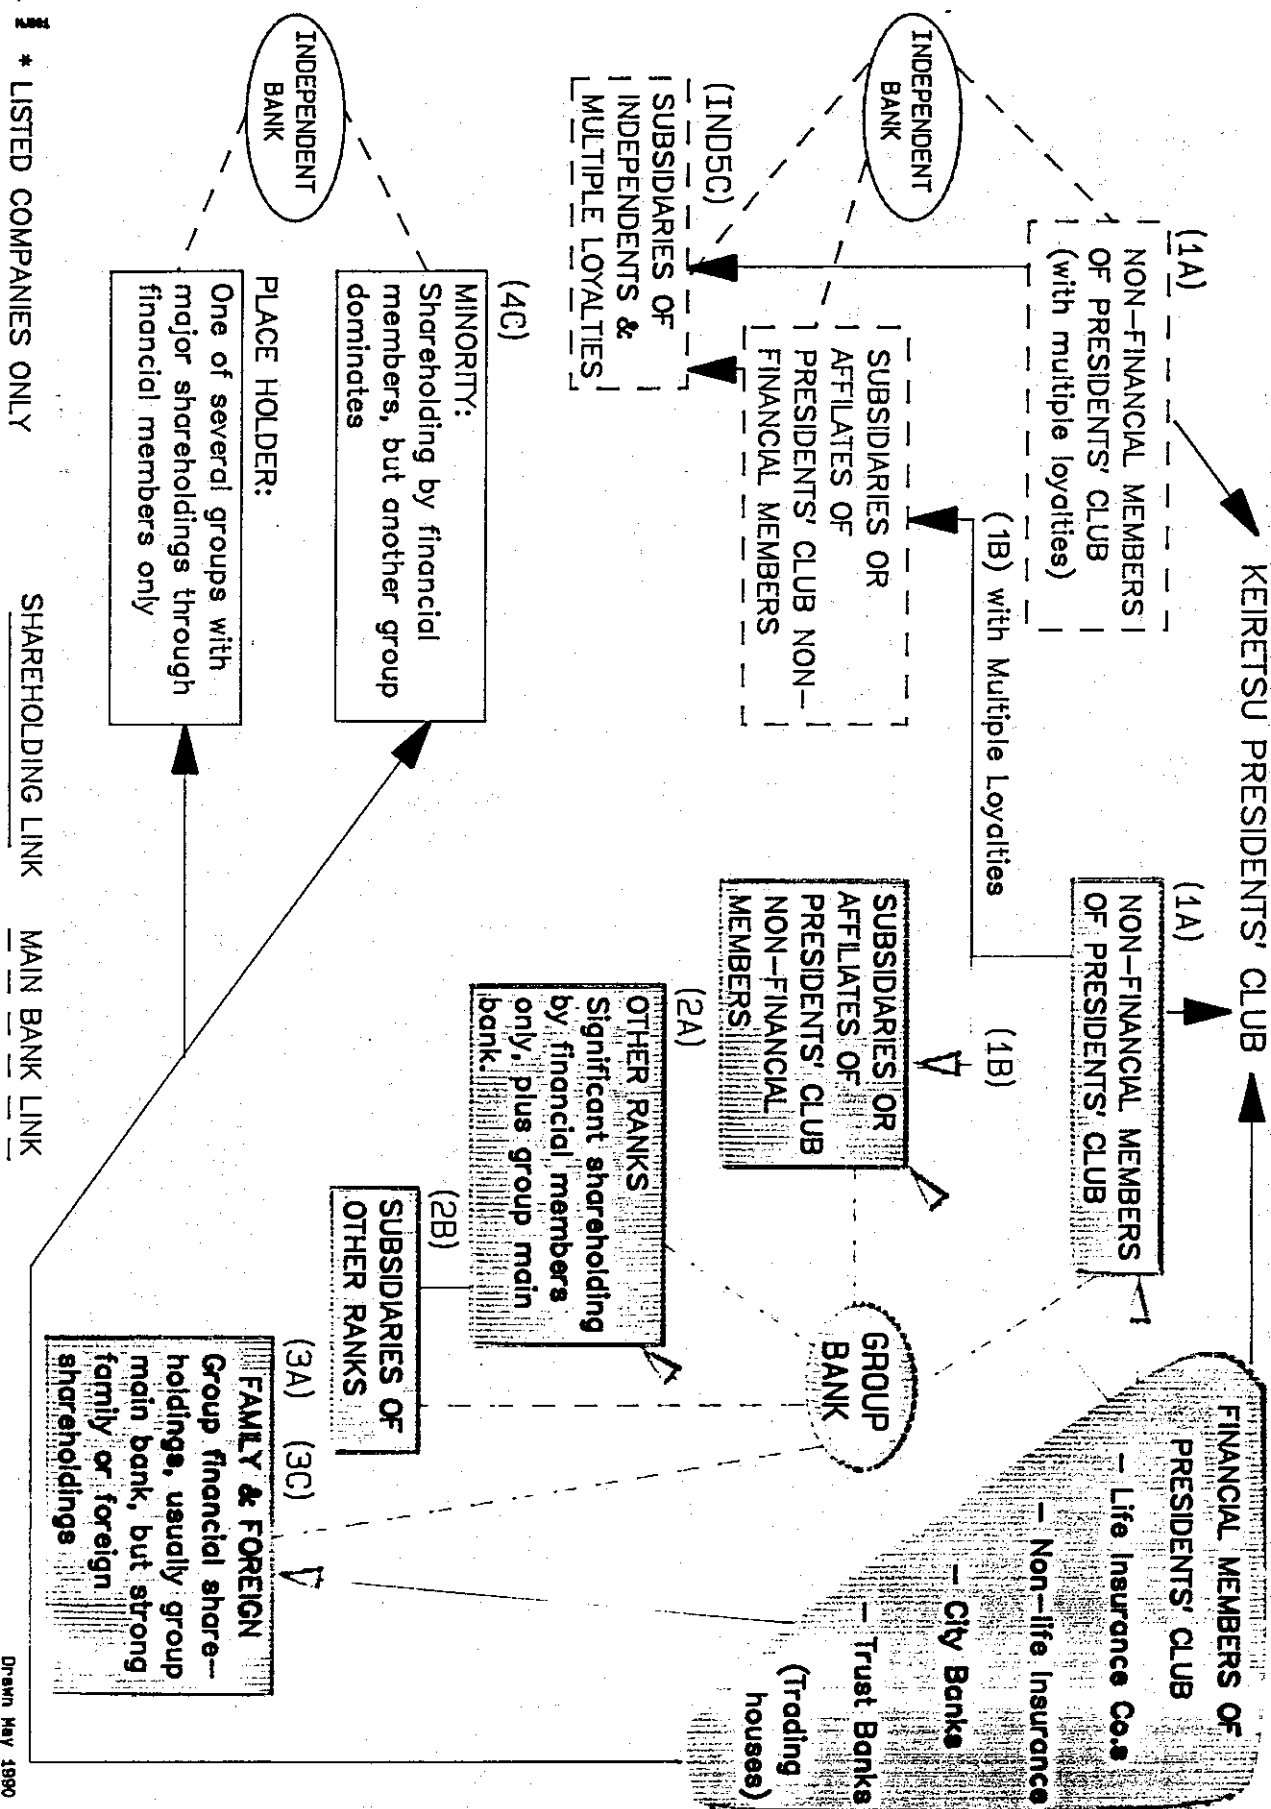 KEIRETSU PRESIDENTS' CLUB
(1A)
NON-FINANCIAL MEMBERS
OF PRESIDENTS' CLUB
(with multiple loyalties)
(1A)
NON-FINANCIAL MEMBERS
OF PRESIDENTS' CLUB
FINANCIAL MEMBERS OF
PRESIDENTS' CLUB
- Life Insurance Co.s
- Non-life Insurance
- City Banks
- Trust Banks
(Trading
houses)
INDEPENDENT
BANK
(1B) with Multiple Loyalties
(1B)
SUBSIDIARIES OR
AFFILATES OF
PRESIDENTS' CLUB NON-
FINANCIAL MEMBERS
SUBSIDIARIES OR
AFFILIATES OF
PRESIDENTS' CLUB
NON-FINANCIAL
MEMBERS
GROUP
BANK
(IND5C)
SUBSIDIARIES OF
INDEPENDENTS &
MULTIPLE LOYALTIES
(2A)
OTHER RANKS
Significant shareholding
by financial members
only, plus group main
bank.
(4C)
MINORITY:
Shareholding by financial
members, but another group
dominates
(2B)
SUBSIDIARIES OF
OTHER RANKS
INDEPENDENT
BANK
PLACE HOLDER:
One of several groups with
major shareholdings through
financial members only
(3A) (3C)
FAMILY & FOREIGN
Group financial share-
holdings, usually group
main bank, but strong
family or foreign
shareholdings
* LISTED COMPANIES ONLY
SHAREHOLDING LINK
MAIN BANK LINK
Drawn May 1990